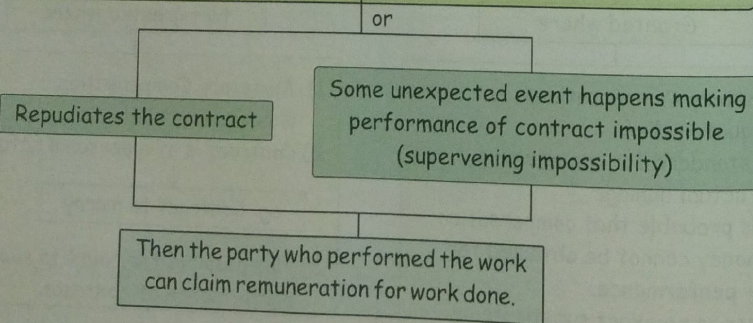 or
Repudiates the contract
Some unexpected event happens making
performance of contract impossible
(supervening impossibility)
Then the party who performed the work
can claim remuneration for work done.